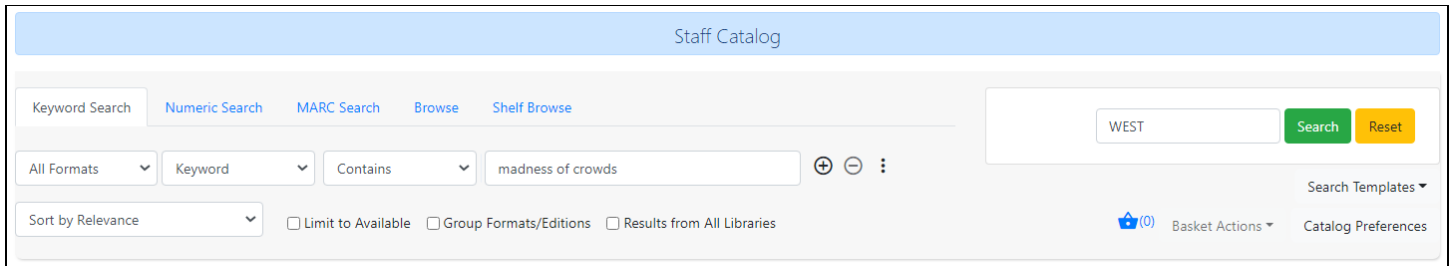 Staff Catalog
Keyword Search Numeric Search MARC Search Browse Shelf Browse
WEST Search Reset
All Formats Keyword Contains madness of crowds
Search Templates
Sort by Relevance Limit to Available Group Formats/Editions Results from All Libraries (0) Basket Actions Catalog Preferences